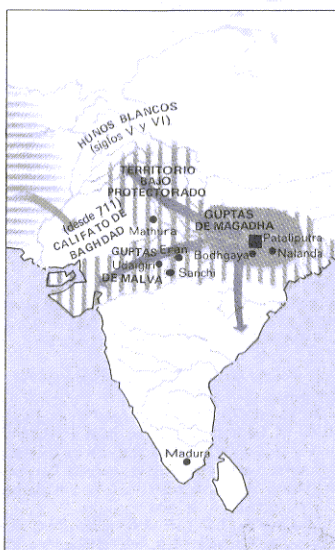 HUNOS BLANCOS
(siglos V y VI)
TERRITORIO
BAJO
PROTECTORADO
(desde 711)
CALIFATO DE
BAGHDAD
Mathura
GUPTAS
DE MAGADHA
Pataliputra
Bodhgaya
Nalanda
GUPTAS
DE MALVA
Eran
Udaigiri
Sanchi
Madura